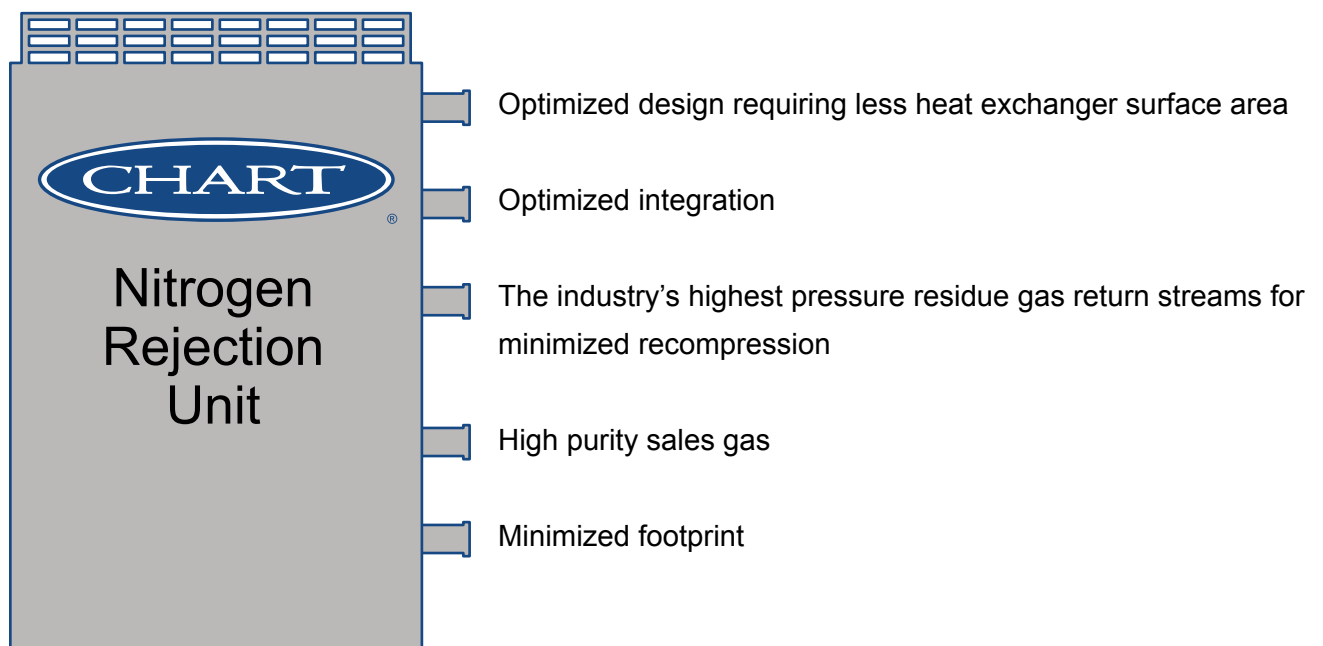 CHART
®
Nitrogen
Rejection
Unit
Optimized design requiring less heat exchanger surface area
Optimized integration
The industry’s highest pressure residue gas return streams for
minimized recompression
High purity sales gas
Minimized footprint